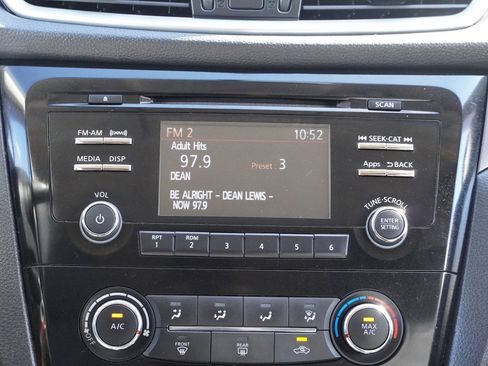 SCAN
FM·AM
(XM)
FM 2 10:52
SEEK·CAT
Adult Hits
97.9 Preset : 3
DEAN
BE ALRIGHT - DEAN LEWIS -
NOW 97.9
MEDIA DISP
Apps BACK
VOL
TUNE·SCROLL
ENTER
SETTING
RPT
1
RDM
2
3 4 5 6
A/C
OFF
FRONT
REAR
MAX
A/C